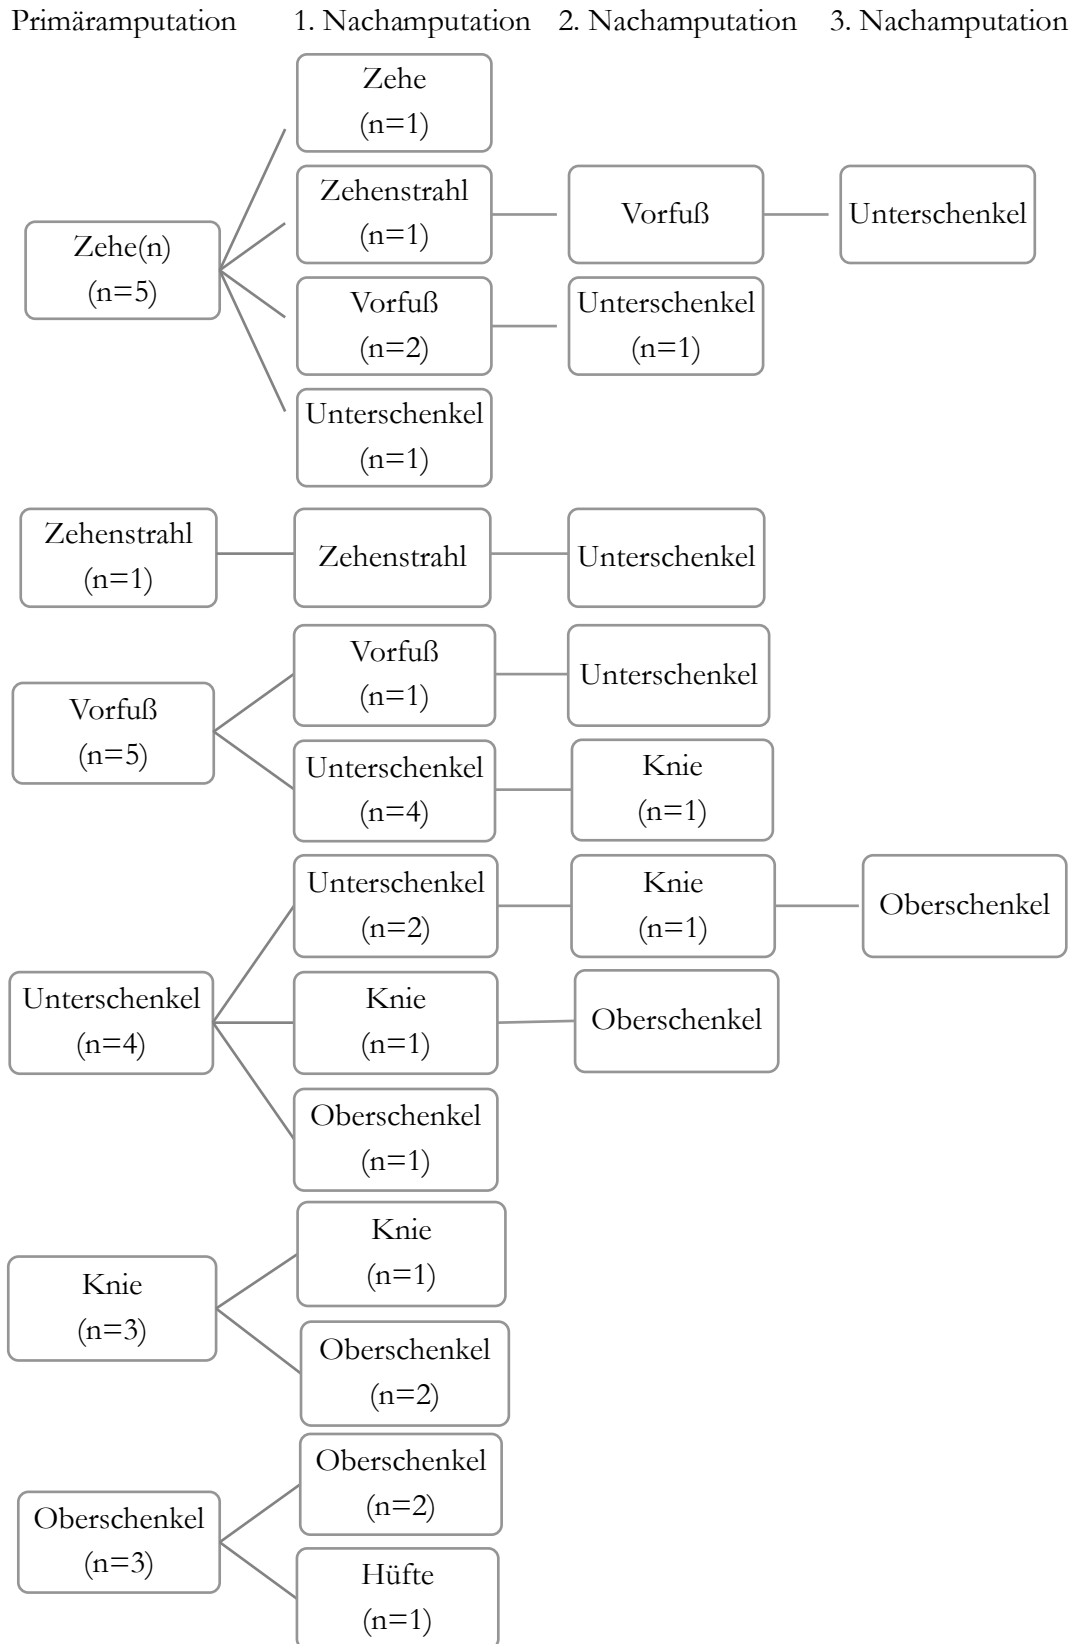 Primäramputation 1. Nachamputation 2. Nachamputation 3. Nachamputation
Zehe(n)
(n=5)
Zehe
(n=1)
Zehenstrahl
(n=1)
Vorfuß
Unterschenkel
Vorfuß
(n=2)
Unterschenkel
(n=1)
Unterschenkel
(n=1)
Zehenstrahl
(n=1)
Zehenstrahl
Unterschenkel
Vorfuß
(n=5)
Vorfuß
(n=1)
Unterschenkel
Unterschenkel
(n=4)
Knie
(n=1)
Unterschenkel
(n=4)
Unterschenkel
(n=2)
Knie
(n=1)
Oberschenkel
Knie
(n=1)
Oberschenkel
Oberschenkel
(n=1)
Knie
(n=3)
Knie
(n=1)
Oberschenkel
(n=2)
Oberschenkel
(n=3)
Oberschenkel
(n=2)
Hüfte
(n=1)